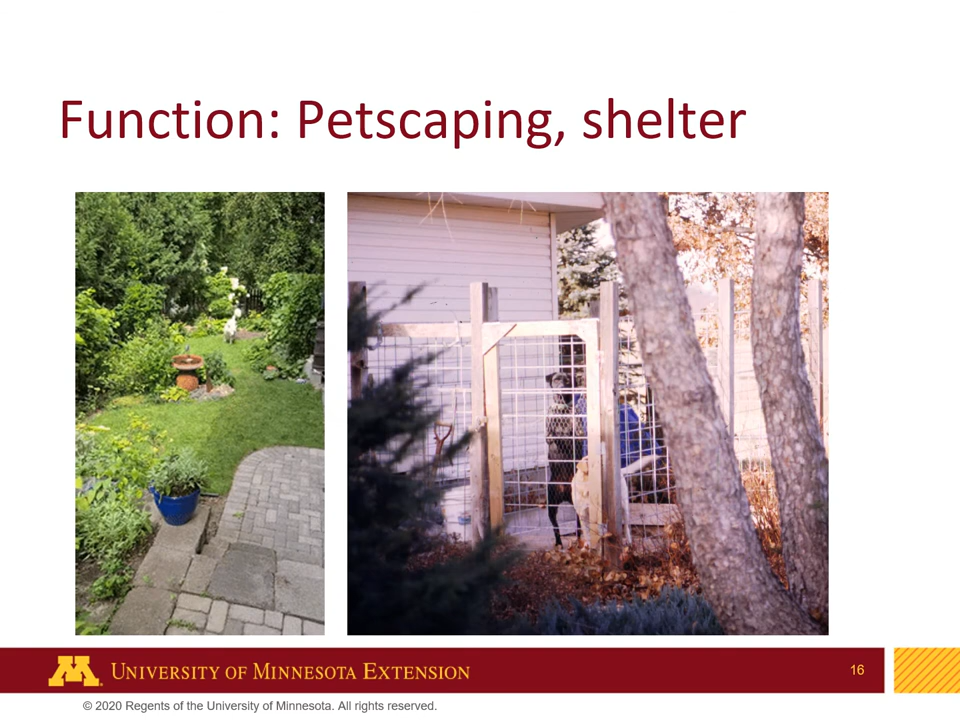 Function: Petscaping, shelter
UNIVERSITY OF MINNESOTA EXTENSION
16
© 2020 Regents of the University of Minnesota. All rights reserved.